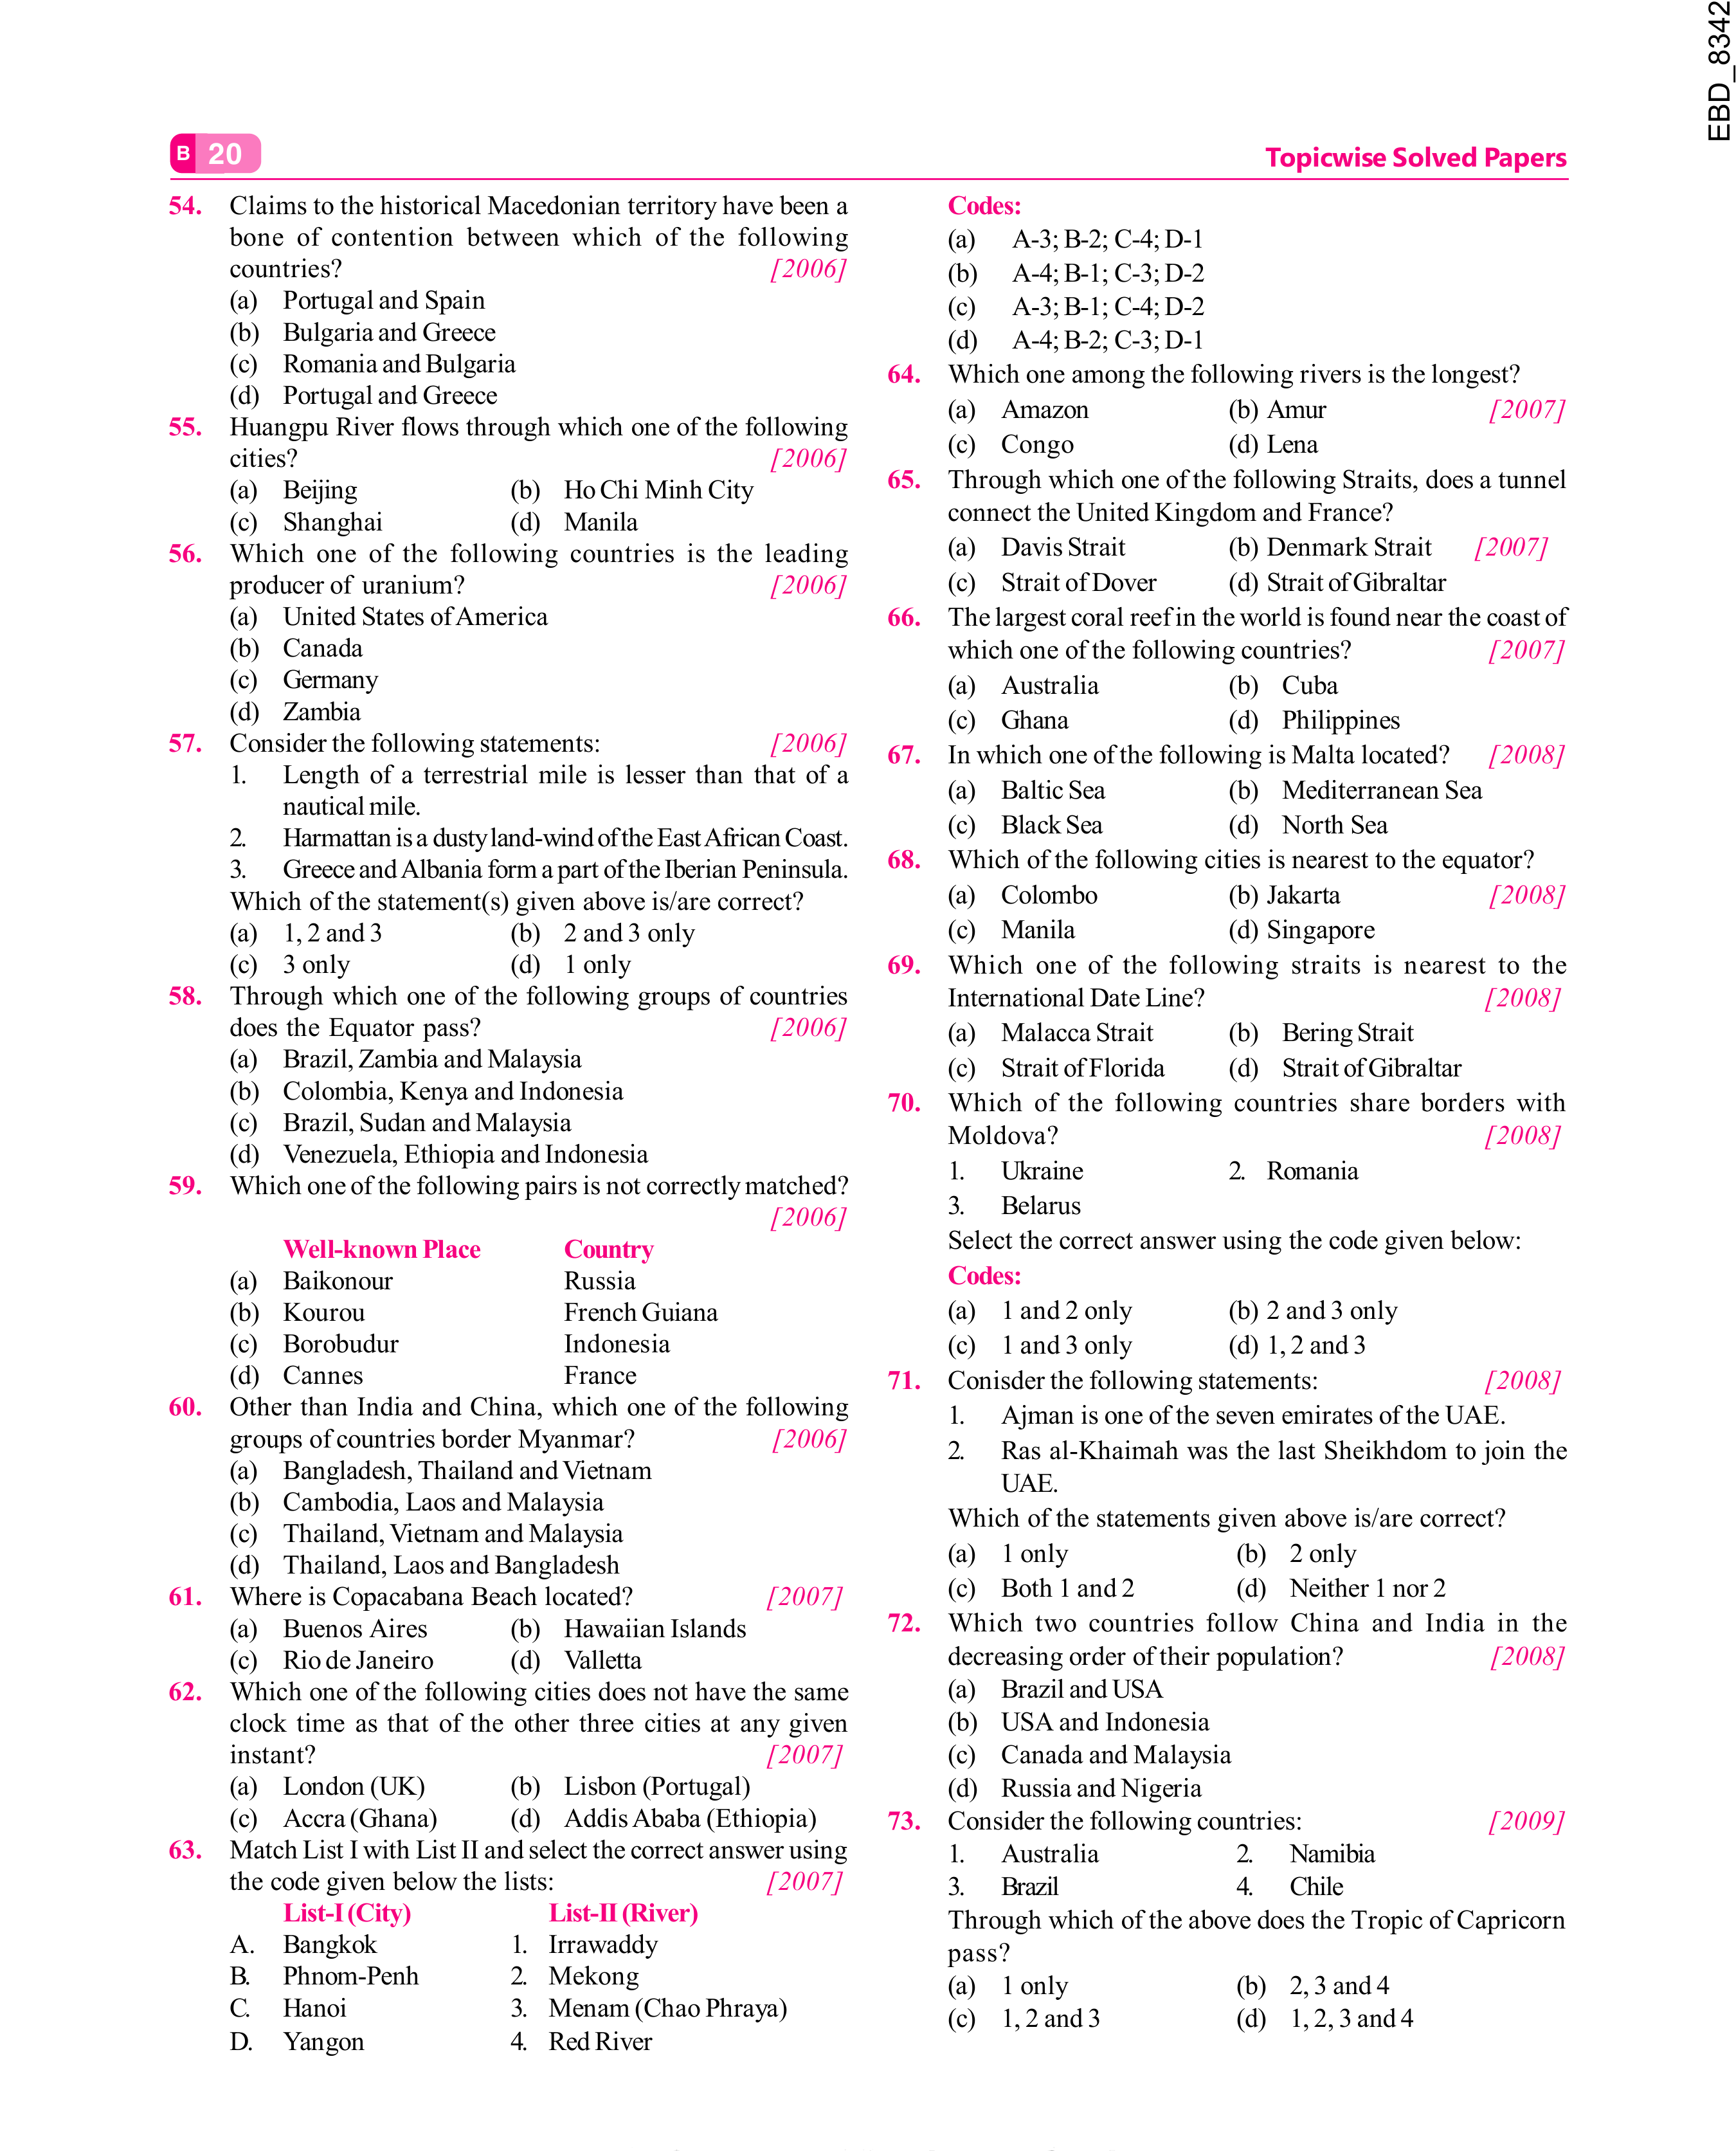 EBD_8342
B 20
Topicwise Solved Papers
54. Claims to the historical Macedonian territory have been a
bone of contention between which of the following
countries? [2006]
(a) Portugal and Spain
(b) Bulgaria and Greece
(c) Romania and Bulgaria
(d) Portugal and Greece
55. Huangpu River flows through which one of the following
cities? [2006]
(a) Beijing (b) Ho Chi Minh City
(c) Shanghai (d) Manila
56. Which one of the following countries is the leading
producer of uranium? [2006]
(a) United States of America
(b) Canada
(c) Germany
(d) Zambia
57. Consider the following statements: [2006]
1. Length of a terrestrial mile is lesser than that of a
nautical mile.
2. Harmattan is a dusty land-wind of the East African Coast.
3. Greece and Albania form a part of the Iberian Peninsula.
Which of the statement(s) given above is/are correct?
(a) 1, 2 and 3 (b) 2 and 3 only
(c) 3 only (d) 1 only
58. Through which one of the following groups of countries
does the Equator pass? [2006]
(a) Brazil, Zambia and Malaysia
(b) Colombia, Kenya and Indonesia
(c) Brazil, Sudan and Malaysia
(d) Venezuela, Ethiopia and Indonesia
59. Which one of the following pairs is not correctly matched?
[2006]
Well-known Place Country
(a) Baikonour Russia
(b) Kourou French Guiana
(c) Borobudur Indonesia
(d) Cannes France
60. Other than India and China, which one of the following
groups of countries border Myanmar? [2006]
(a) Bangladesh, Thailand and Vietnam
(b) Cambodia, Laos and Malaysia
(c) Thailand, Vietnam and Malaysia
(d) Thailand, Laos and Bangladesh
61. Where is Copacabana Beach located? [2007]
(a) Buenos Aires (b) Hawaiian Islands
(c) Rio de Janeiro (d) Valletta
62. Which one of the following cities does not have the same
clock time as that of the other three cities at any given
instant? [2007]
(a) London (UK) (b) Lisbon (Portugal)
(c) Accra (Ghana) (d) Addis Ababa (Ethiopia)
63. Match List I with List II and select the correct answer using
the code given below the lists: [2007]
List-I (City) List-II (River)
A. Bangkok 1. Irrawaddy
B. Phnom-Penh 2. Mekong
C. Hanoi 3. Menam (Chao Phraya)
D. Yangon 4. Red River
Codes:
(a) A-3; B-2; C-4; D-1
(b) A-4; B-1; C-3; D-2
(c) A-3; B-1; C-4; D-2
(d) A-4; B-2; C-3; D-1
64. Which one among the following rivers is the longest?
(a) Amazon (b) Amur [2007]
(c) Congo (d) Lena
65. Through which one of the following Straits, does a tunnel
connect the United Kingdom and France?
(a) Davis Strait (b) Denmark Strait [2007]
(c) Strait of Dover (d) Strait of Gibraltar
66. The largest coral reef in the world is found near the coast of
which one of the following countries? [2007]
(a) Australia (b) Cuba
(c) Ghana (d) Philippines
67. In which one of the following is Malta located? [2008]
(a) Baltic Sea (b) Mediterranean Sea
(c) Black Sea (d) North Sea
68. Which of the following cities is nearest to the equator?
(a) Colombo (b) Jakarta [2008]
(c) Manila (d) Singapore
69. Which one of the following straits is nearest to the
International Date Line? [2008]
(a) Malacca Strait (b) Bering Strait
(c) Strait of Florida (d) Strait of Gibraltar
70. Which of the following countries share borders with
Moldova? [2008]
1. Ukraine 2. Romania
3. Belarus
Select the correct answer using the code given below:
Codes:
(a) 1 and 2 only (b) 2 and 3 only
(c) 1 and 3 only (d) 1, 2 and 3
71. Conisder the following statements: [2008]
1. Ajman is one of the seven emirates of the UAE.
2. Ras al-Khaimah was the last Sheikhdom to join the
UAE.
Which of the statements given above is/are correct?
(a) 1 only (b) 2 only
(c) Both 1 and 2 (d) Neither 1 nor 2
72. Which two countries follow China and India in the
decreasing order of their population? [2008]
(a) Brazil and USA
(b) USA and Indonesia
(c) Canada and Malaysia
(d) Russia and Nigeria
73. Consider the following countries: [2009]
1. Australia 2. Namibia
3. Brazil 4. Chile
Through which of the above does the Tropic of Capricorn
pass?
(a) 1 only (b) 2, 3 and 4
(c) 1, 2 and 3 (d) 1, 2, 3 and 4